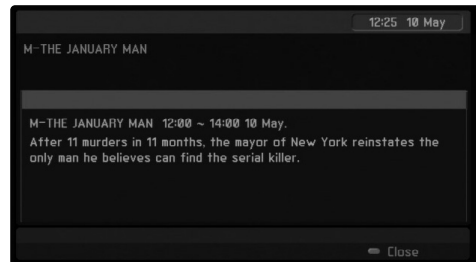 12:25 10 May
M-THE JANUARY MAN
M-THE JANUARY MAN 12:00 ~ 14:00 10 May.
After 11 murders in 11 months, the mayor of New York reinstates the
only man he believes can find the serial killer.
Close